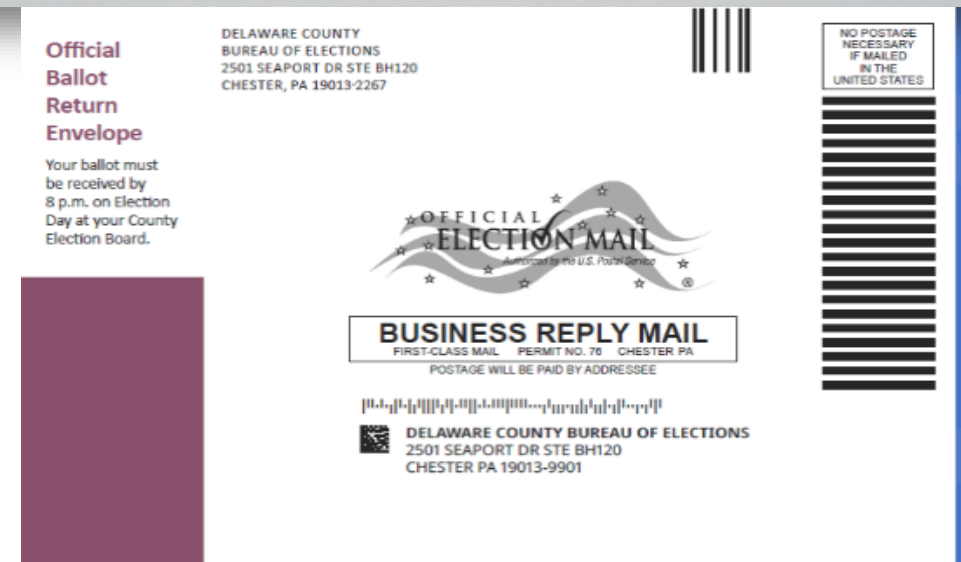 Official
Ballot
Return
Envelope
Your ballot must
be received by
8 p.m. on Election
Day at your County
Election Board.
DELAWARE COUNTY
BUREAU OF ELECTIONS
2501 SEAPORT DR STE BH120
CHESTER, PA 19013-2267
NO POSTAGE
NECESSARY
IF MAILED
IN THE
UNITED STATES
OFFICIAL
ELECTION MAIL
Authorized by the U.S. Postal Service
®
BUSINESS REPLY MAIL
FIRST-CLASS MAIL PERMIT NO. 76 CHESTER PA
POSTAGE WILL BE PAID BY ADDRESSEE
DELAWARE COUNTY BUREAU OF ELECTIONS
2501 SEAPORT DR STE BH120
CHESTER PA 19013-9901